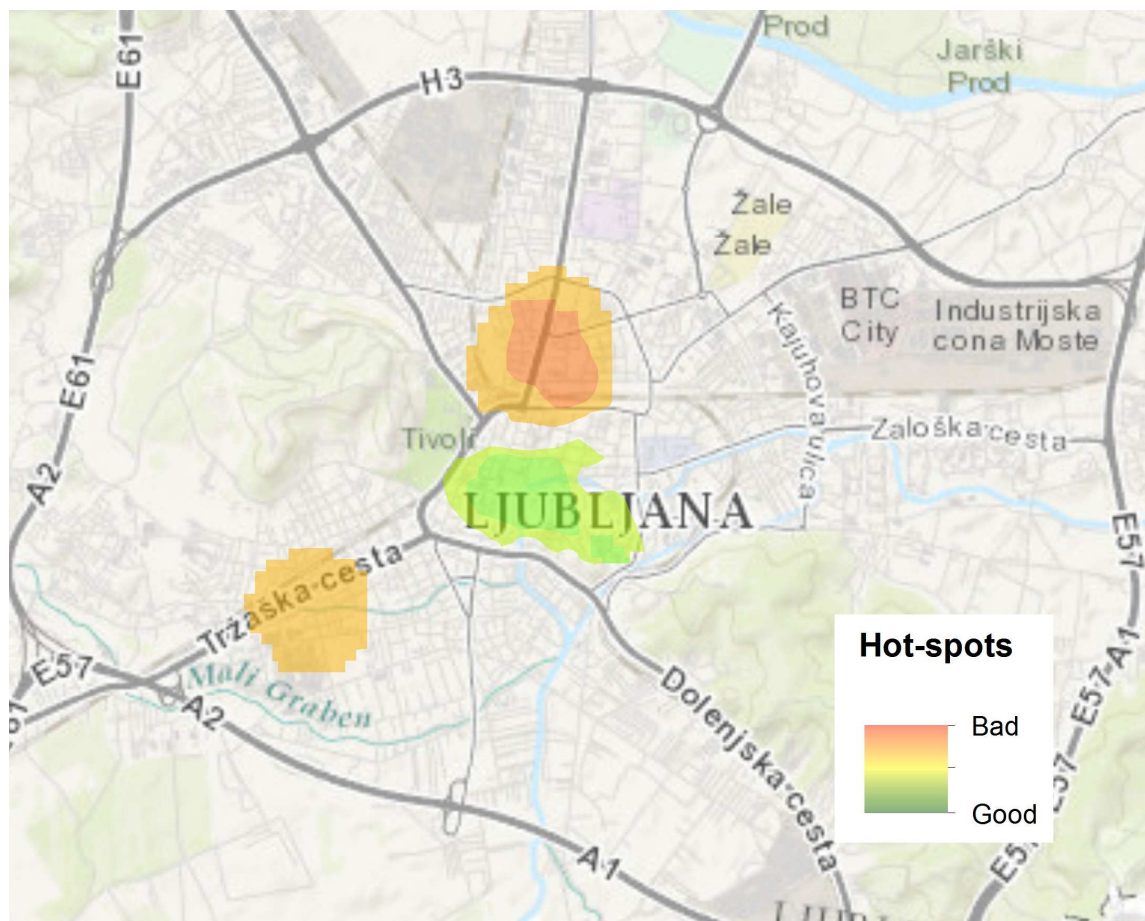 Prod
Jarški
Prod
E61
H3
Žale
Žale
BTC
City
Industrijska
cona Moste
Kajuhova ulica
E61
Tivoli
Zaloška cesta
A2
LJUBLJANA
E57
Tržaška cesta
E57
Mali Graben
A2
Dolenjska cesta
E57-A1
E57
A1
Hot-spots
Bad
Good